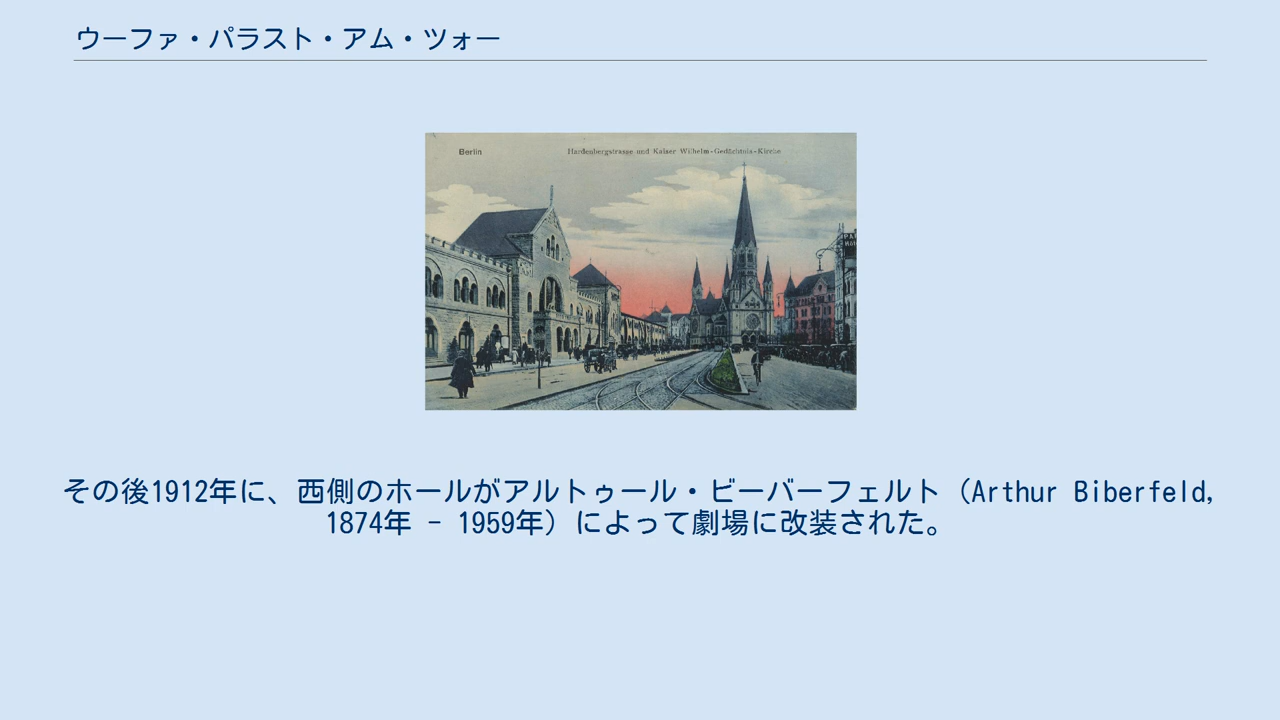 ウーファ・パラスト・アム・ツォー
Berlin
Hardenbergstrasse und Kaiser Wilhelm-Gedächtnis-Kirche
その後1912年に、西側のホールがアルトゥール・ビーバーフェルト（Arthur Biberfeld,
1874年 - 1959年）によって劇場に改装された。